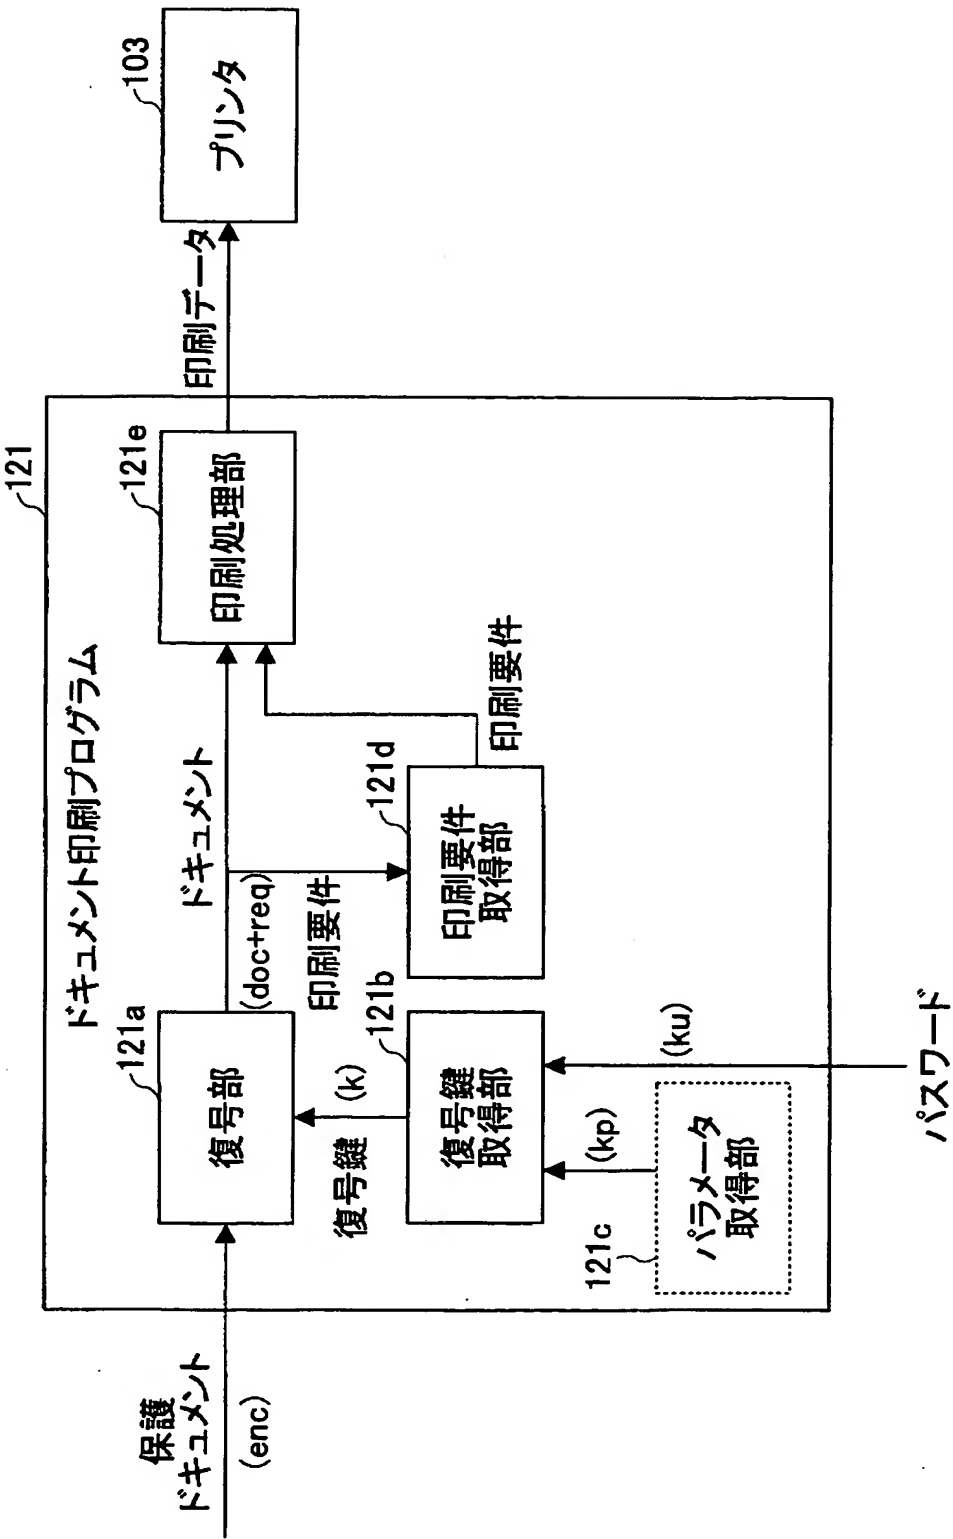 121
ドキュメント印刷プログラム
保護
ドキュメント
(enc)
121a
復号部
(doc+req)
ドキュメント
印刷要件
121e
印刷処理部
印刷データ
103
プリンタ
復号鍵
(k)
121b
復号鍵
取得部
121d
印刷要件
取得部
印刷要件
(kp)
(ku)
121c
パラメータ
取得部
パスワード